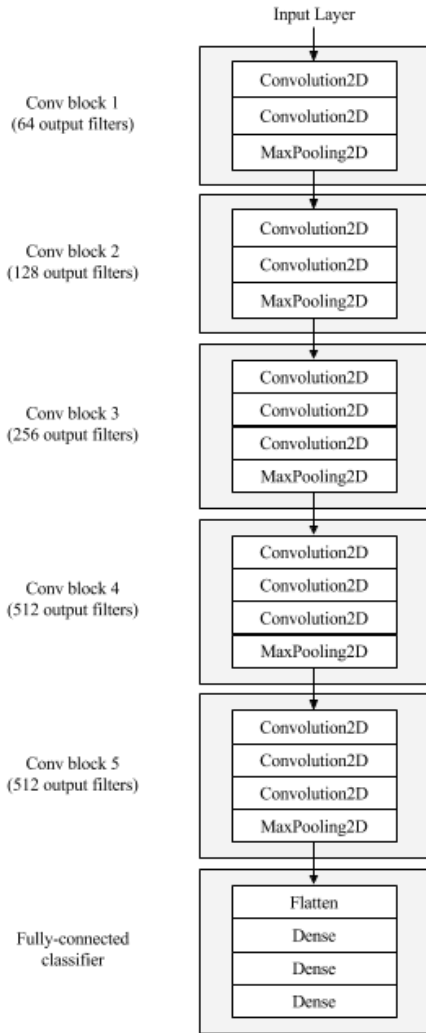 Input Layer
Conv block 1
(64 output filters)
Convolution2D
Convolution2D
MaxPooling2D
Conv block 2
(128 output filters)
Convolution2D
Convolution2D
MaxPooling2D
Conv block 3
(256 output filters)
Convolution2D
Convolution2D
Convolution2D
MaxPooling2D
Conv block 4
(512 output filters)
Convolution2D
Convolution2D
Convolution2D
MaxPooling2D
Conv block 5
(512 output filters)
Convolution2D
Convolution2D
Convolution2D
MaxPooling2D
Fully-connected
classifier
Flatten
Dense
Dense
Dense